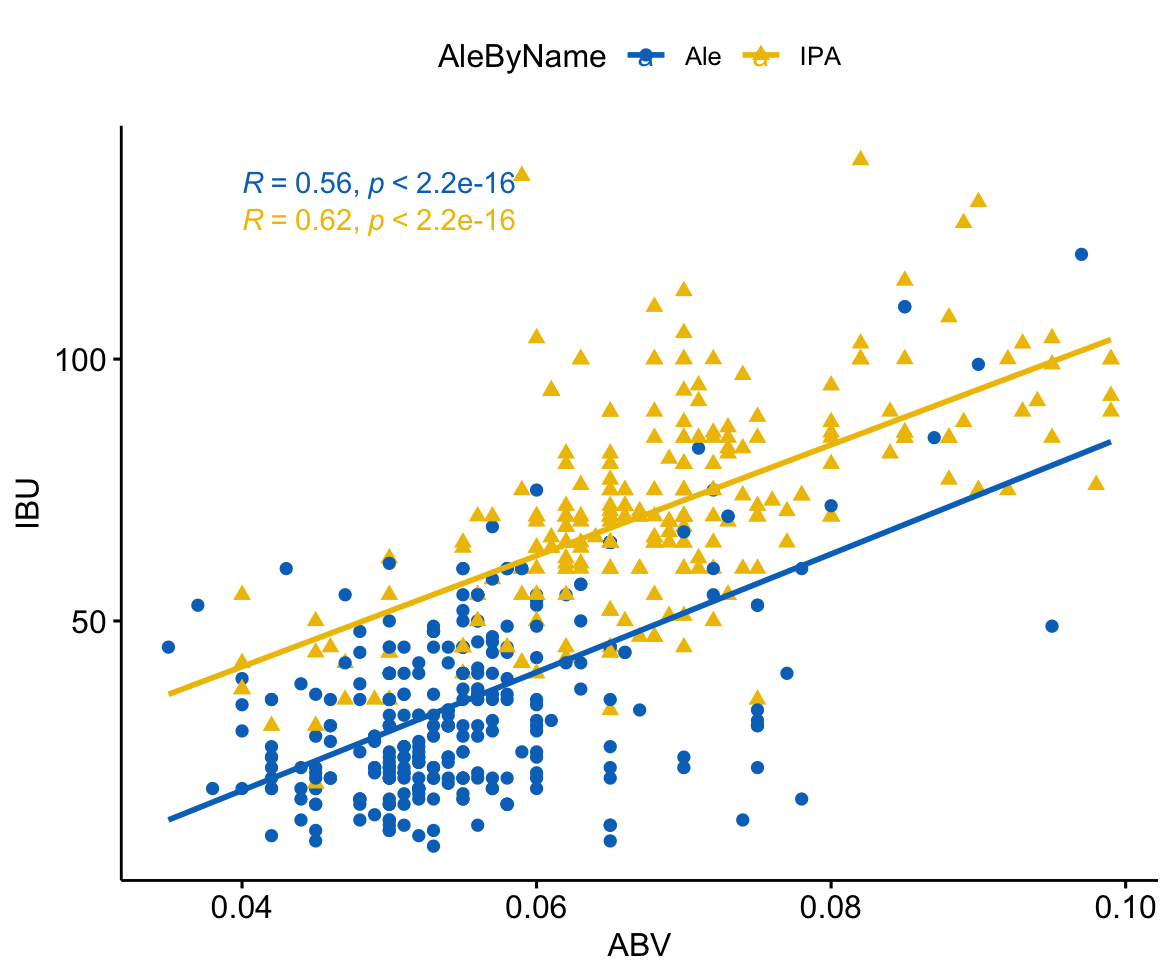 AleByName a Ale a IPA
R = 0.56, p < 2.2e-16
R = 0.62, p < 2.2e-16
100
50
IBU
0.04 0.06 0.08 0.10
ABV